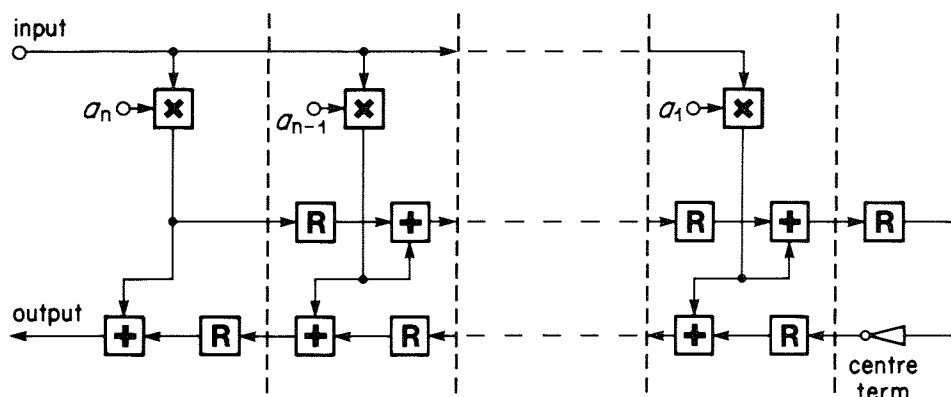 input
aₙ
×
aₙ₋₁
×
a₁
×
R
+
R
+
R
output
+
R
+
R
+
R
centre
term